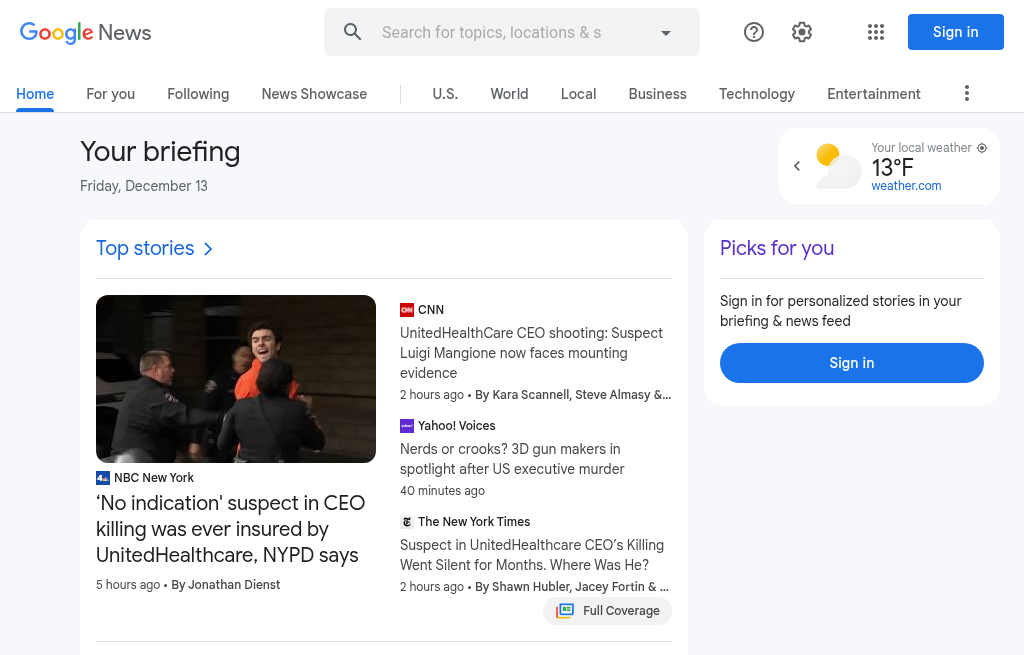 Google News
Search for topics, locations & s
Sign in
Home
For you
Following
News Showcase
U.S.
World
Local
Business
Technology
Entertainment
Your briefing
Friday, December 13
Your local weather
13°F
weather.com
Top stories
NBC New York
‘No indication' suspect in CEO
killing was ever insured by
UnitedHealthcare, NYPD says
5 hours ago • By Jonathan Dienst
CNN
UnitedHealthCare CEO shooting: Suspect
Luigi Mangione now faces mounting
evidence
2 hours ago • By Kara Scannell, Steve Almasy &...
Yahoo! Voices
Nerds or crooks? 3D gun makers in
spotlight after US executive murder
40 minutes ago
The New York Times
Suspect in UnitedHealthcare CEO’s Killing
Went Silent for Months. Where Was He?
2 hours ago • By Shawn Hubler, Jacey Fortin & ...
Full Coverage
Picks for you
Sign in for personalized stories in your
briefing & news feed
Sign in